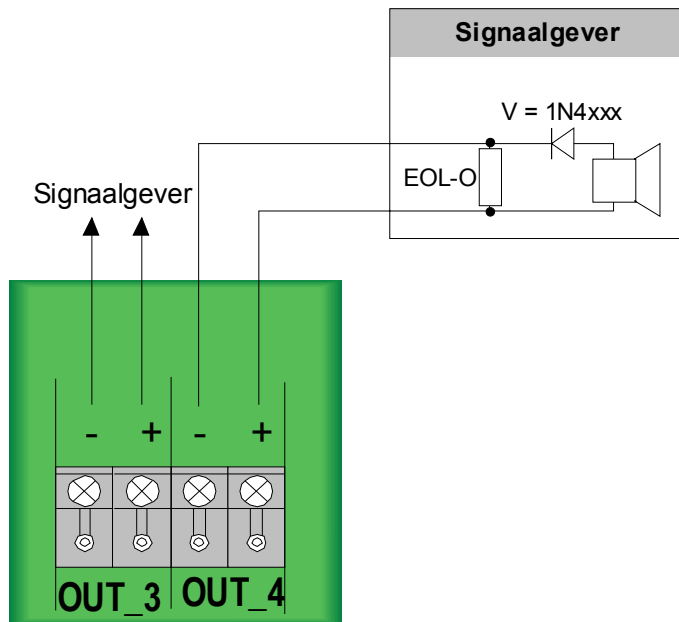 Signaalgever
V = 1N4xxx
EOL-O
Signaalgever
- + - +
OUT_3 OUT_4